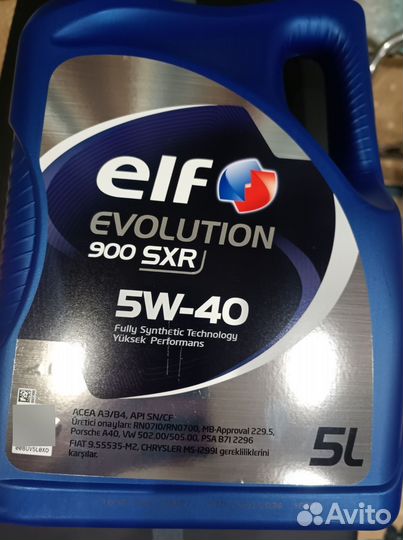 elf
EVOLUTION
900 SXR
5W-40
Fully Synthetic Technology
Yüksek Performans
ACEA A3/B4, API SN/CF
Üretici onayları: RN0710/RN0700, MB-Approval 229.5,
Porsche A40, VW 502.00/505.00, PSA B71 2296
FIAT 9.55535-M2, CHRYSLER MS-12991 gerekliliklerini
karşılar.
5L
Avito